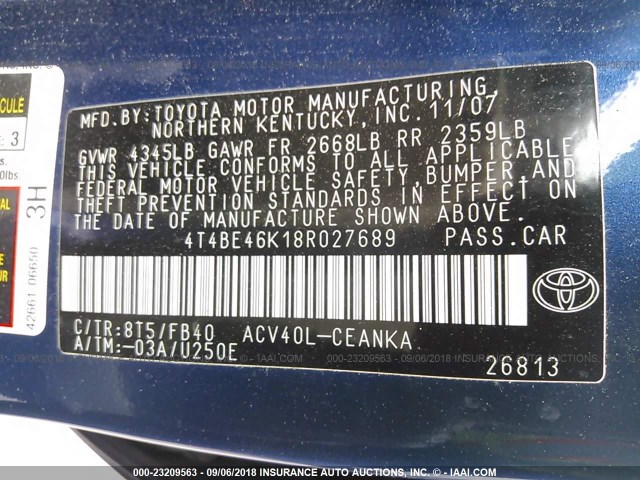 MFD.BY:TOYOTA MOTOR MANUFACTURING,
NORTHERN KENTUCKY, INC. 11/07
GVWR 4345LB GAWR FR 2668LB RR 2359LB
THIS VEHICLE CONFORMS TO ALL APPLICABLE
FEDERAL MOTOR VEHICLE SAFETY, BUMPER, AND
THEFT PREVENTION STANDARDS IN EFFECT ON
THE DATE OF MANUFACTURE SHOWN ABOVE.
4T4BE46K18R027689 PASS.CAR
C/TR:8T5/FB40 ACV40L-CEANKA
A/TM:-03A/U250E
26813
TOYOTA
3H
42661 06650
000-23209563 - 09/06/2018 - INSURANCE AUTO AUCTIONS, INC. (IAAI.COM)